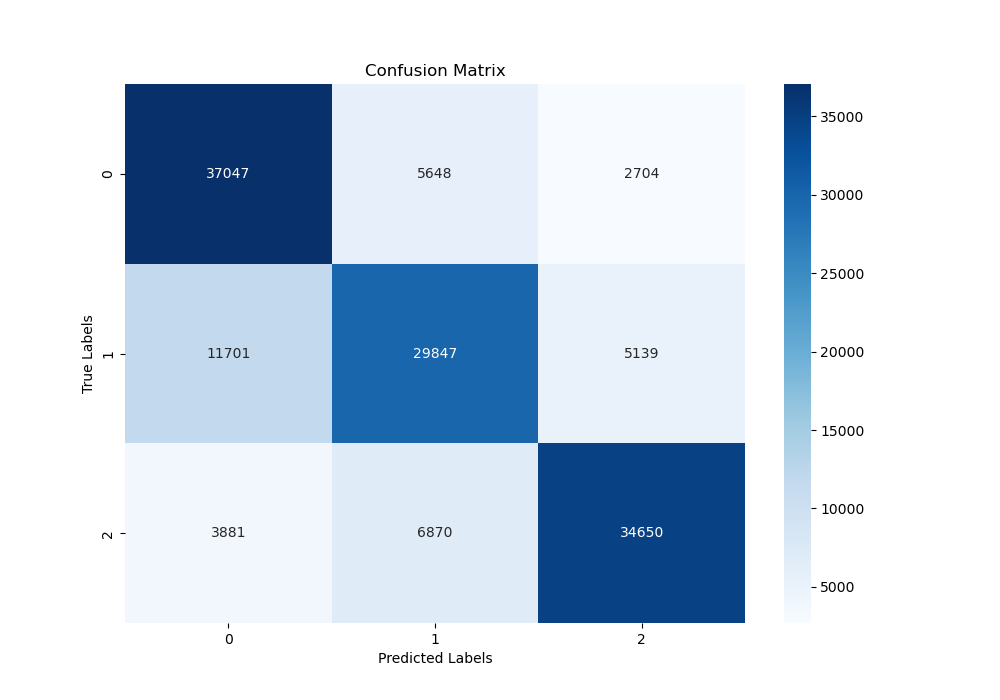 Confusion Matrix
37047 5648 2704
11701 29847 5139
3881 6870 34650
0
1
2
True Labels
0 1 2
Predicted Labels
35000
30000
25000
20000
15000
10000
5000